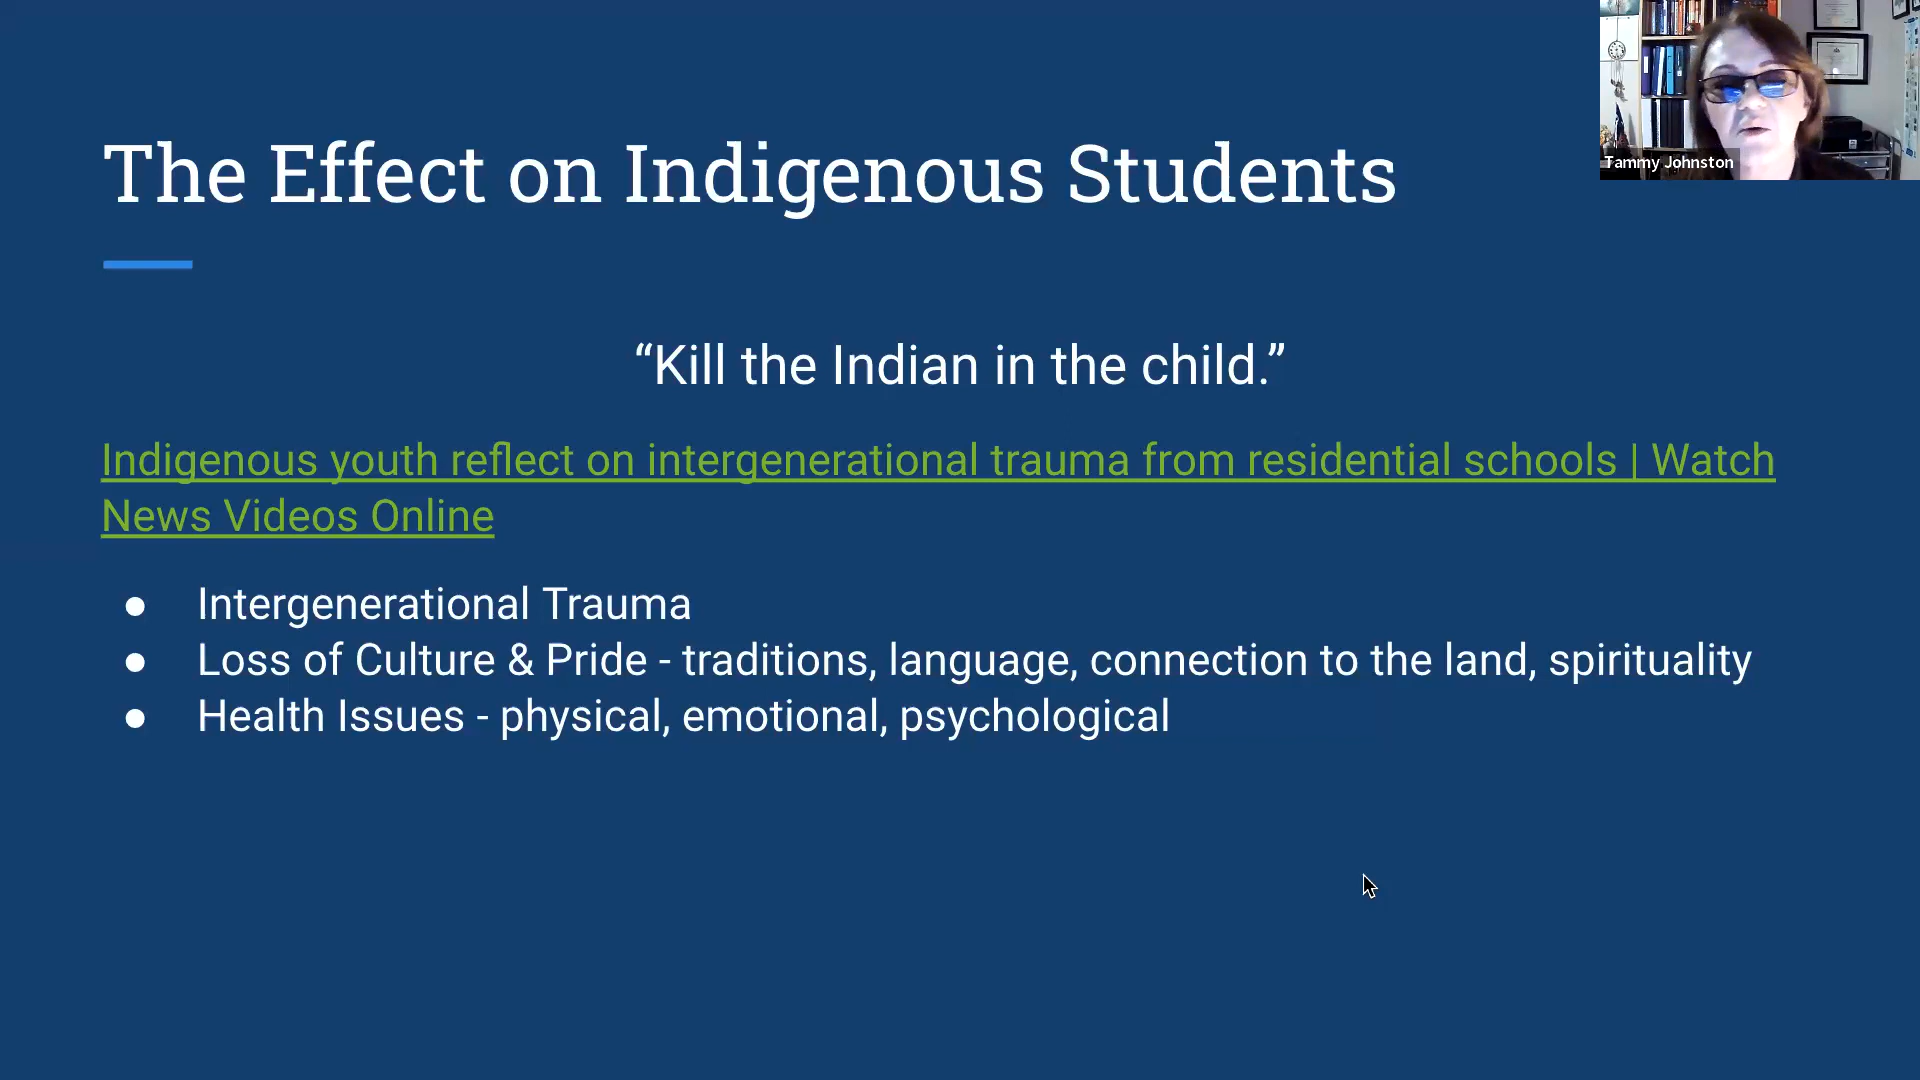 The Effect on Indigenous Students
Tammy Johnston
“Kill the Indian in the child.”
Indigenous youth reflect on intergenerational trauma from residential schools | Watch
News Videos Online
● Intergenerational Trauma
● Loss of Culture & Pride - traditions, language, connection to the land, spirituality
● Health Issues - physical, emotional, psychological